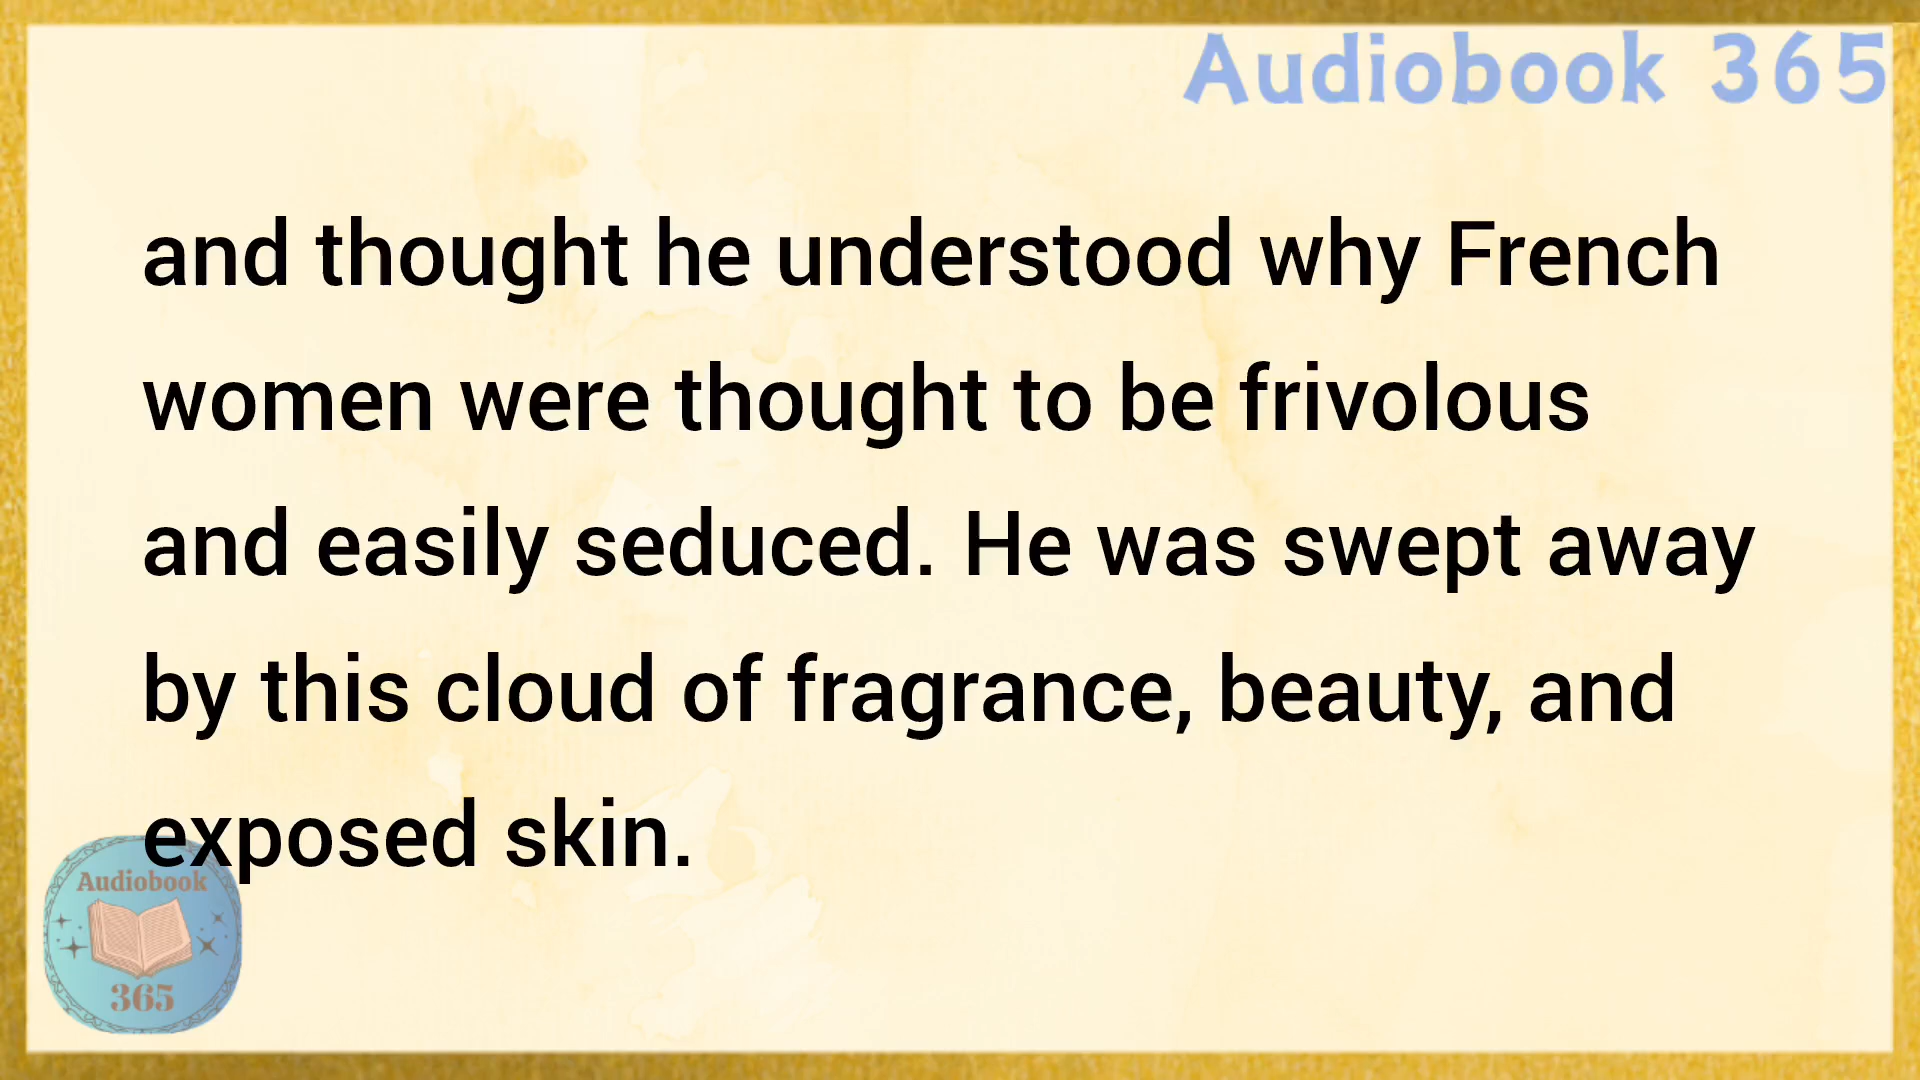 Audiobook 365
and thought he understood why French
women were thought to be frivolous
and easily seduced. He was swept away
by this cloud of fragrance, beauty, and
exposed skin.
Audiobook
365